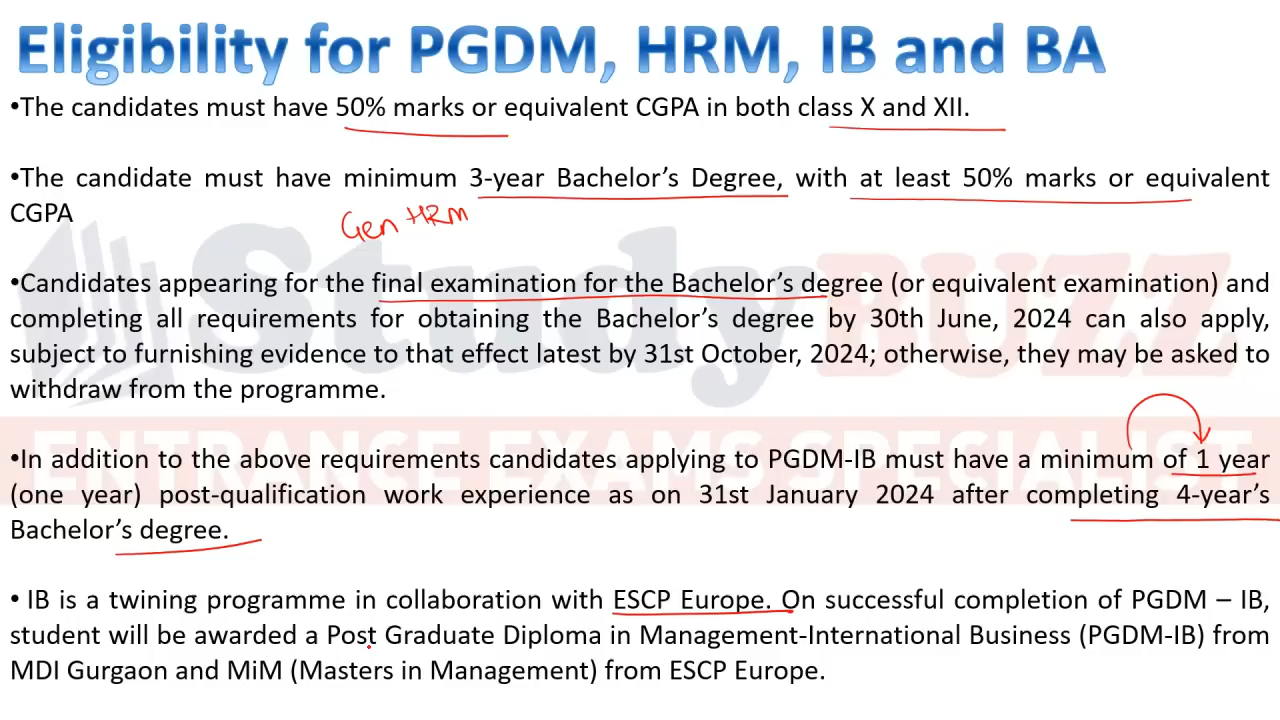 Eligibility for PGDM, HRM, IB and BA
•The candidates must have 50% marks or equivalent CGPA in both class X and XII.
•The candidate must have minimum 3-year Bachelor’s Degree, with at least 50% marks or equivalent
CGPA
Gen HRM
•Candidates appearing for the final examination for the Bachelor’s degree (or equivalent examination) and
completing all requirements for obtaining the Bachelor’s degree by 30th June, 2024 can also apply,
subject to furnishing evidence to that effect latest by 31st October, 2024; otherwise, they may be asked to
withdraw from the programme.
StudyBUZZ
ENTRANCE EXAMS SPECIALIST
•In addition to the above requirements candidates applying to PGDM-IB must have a minimum of 1 year
(one year) post-qualification work experience as on 31st January 2024 after completing 4-year’s
Bachelor’s degree.
• IB is a twining programme in collaboration with ESCP Europe. On successful completion of PGDM – IB,
student will be awarded a Post Graduate Diploma in Management-International Business (PGDM-IB) from
MDI Gurgaon and MiM (Masters in Management) from ESCP Europe.